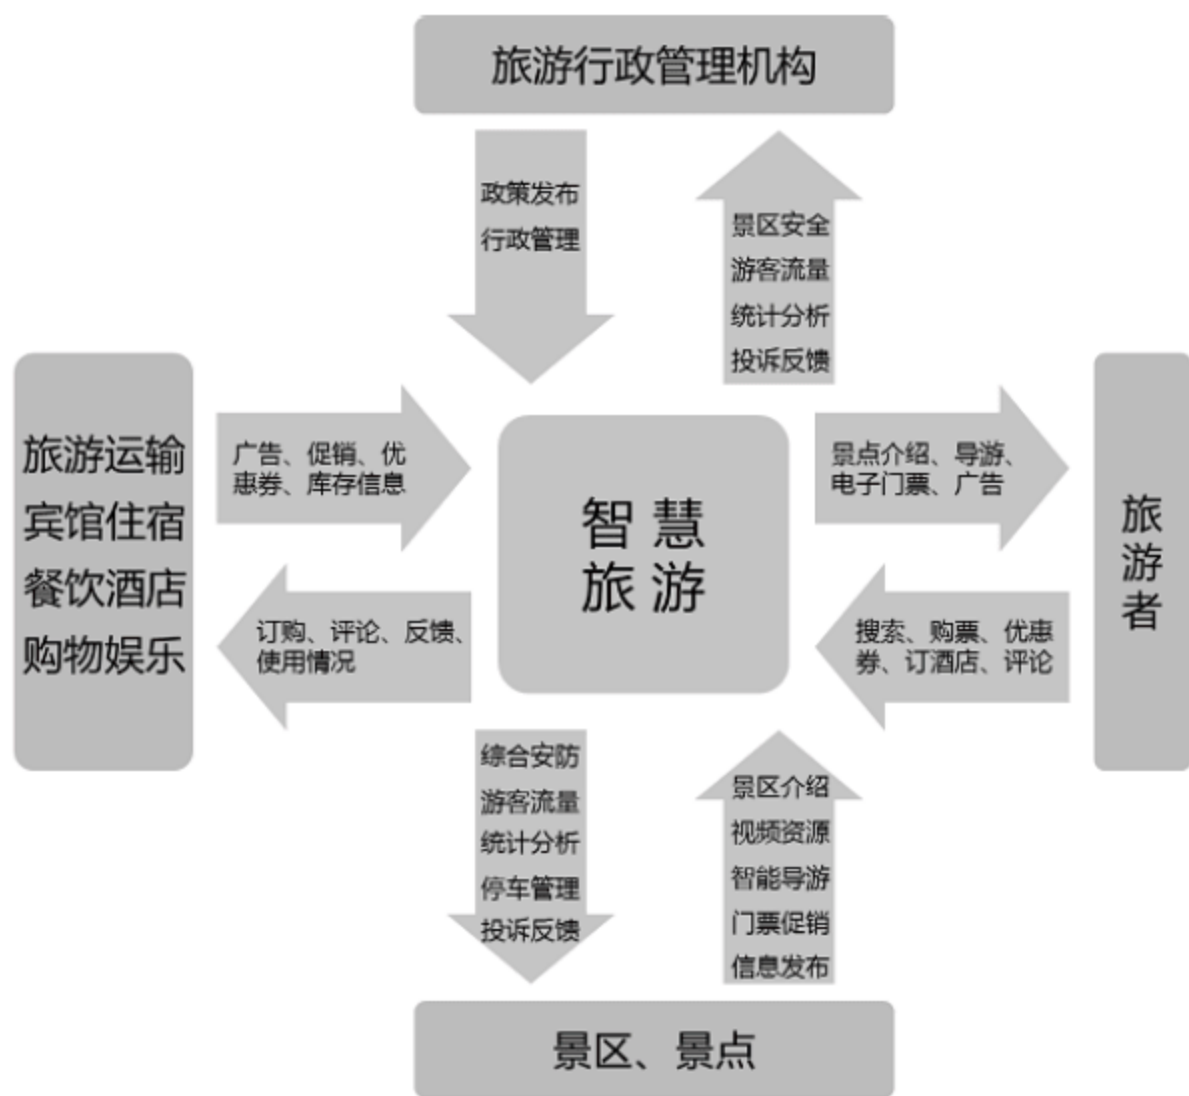 旅游行政管理机构
政策发布
行政管理
景区安全
游客流量
统计分析
投诉反馈
旅游运输
宾馆住宿
餐饮酒店
购物娱乐
广告、促销、优
惠券、库存信息
订购、评论、反馈、
使用情况
智 慧
旅 游
景点介绍、导游、
电子门票、广告
搜索、购票、优惠
券、订酒店、评论
旅
游
者
综合安防
游客流量
统计分析
停车管理
投诉反馈
景区介绍
视频资源
智能导游
门票促销
信息发布
景区、景点